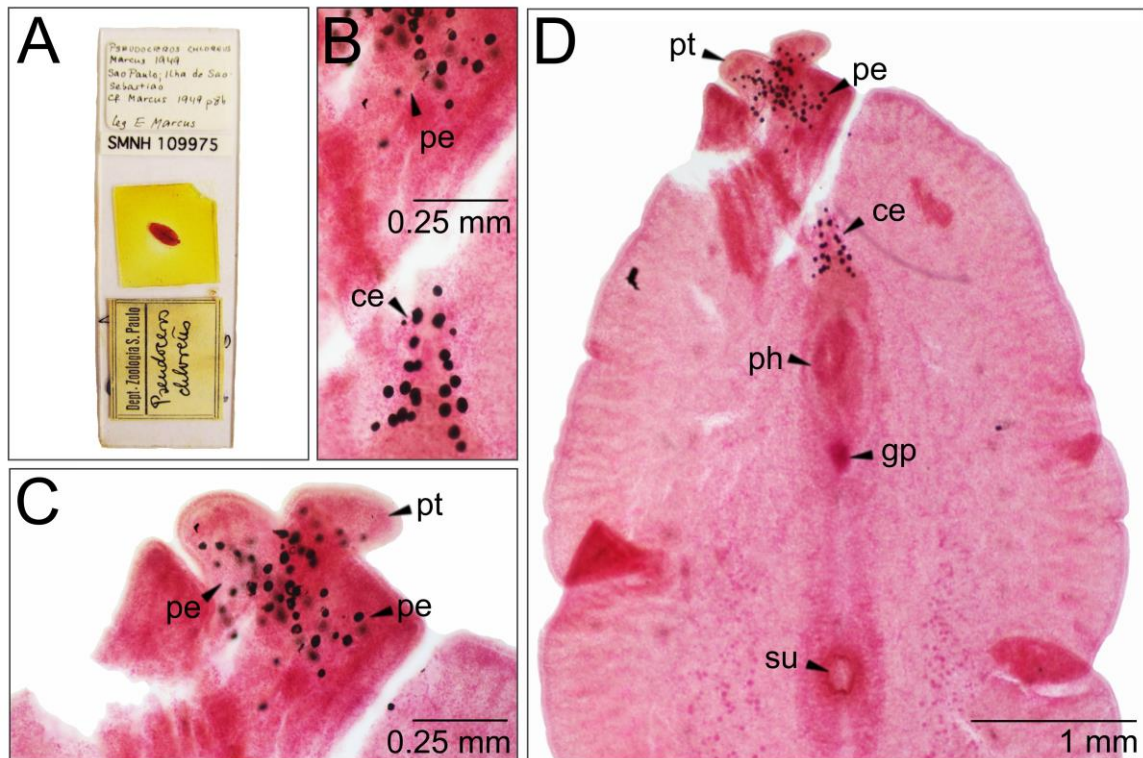 A
PSEUDOCEROS CHLOREUS
Marcus 1949
Sao Paulo, Ilha de Sao-
Sebastiao
Cf Marcus 1949 p86
leg E. Marcus
SMNH 109975
Dept. Zoologia S. Paulo
Pseudoceros
chloreus
B
pe
0.25 mm
ce
C
pt
pe
pe
0.25 mm
D
pt
pe
ce
ph
gp
su
1 mm